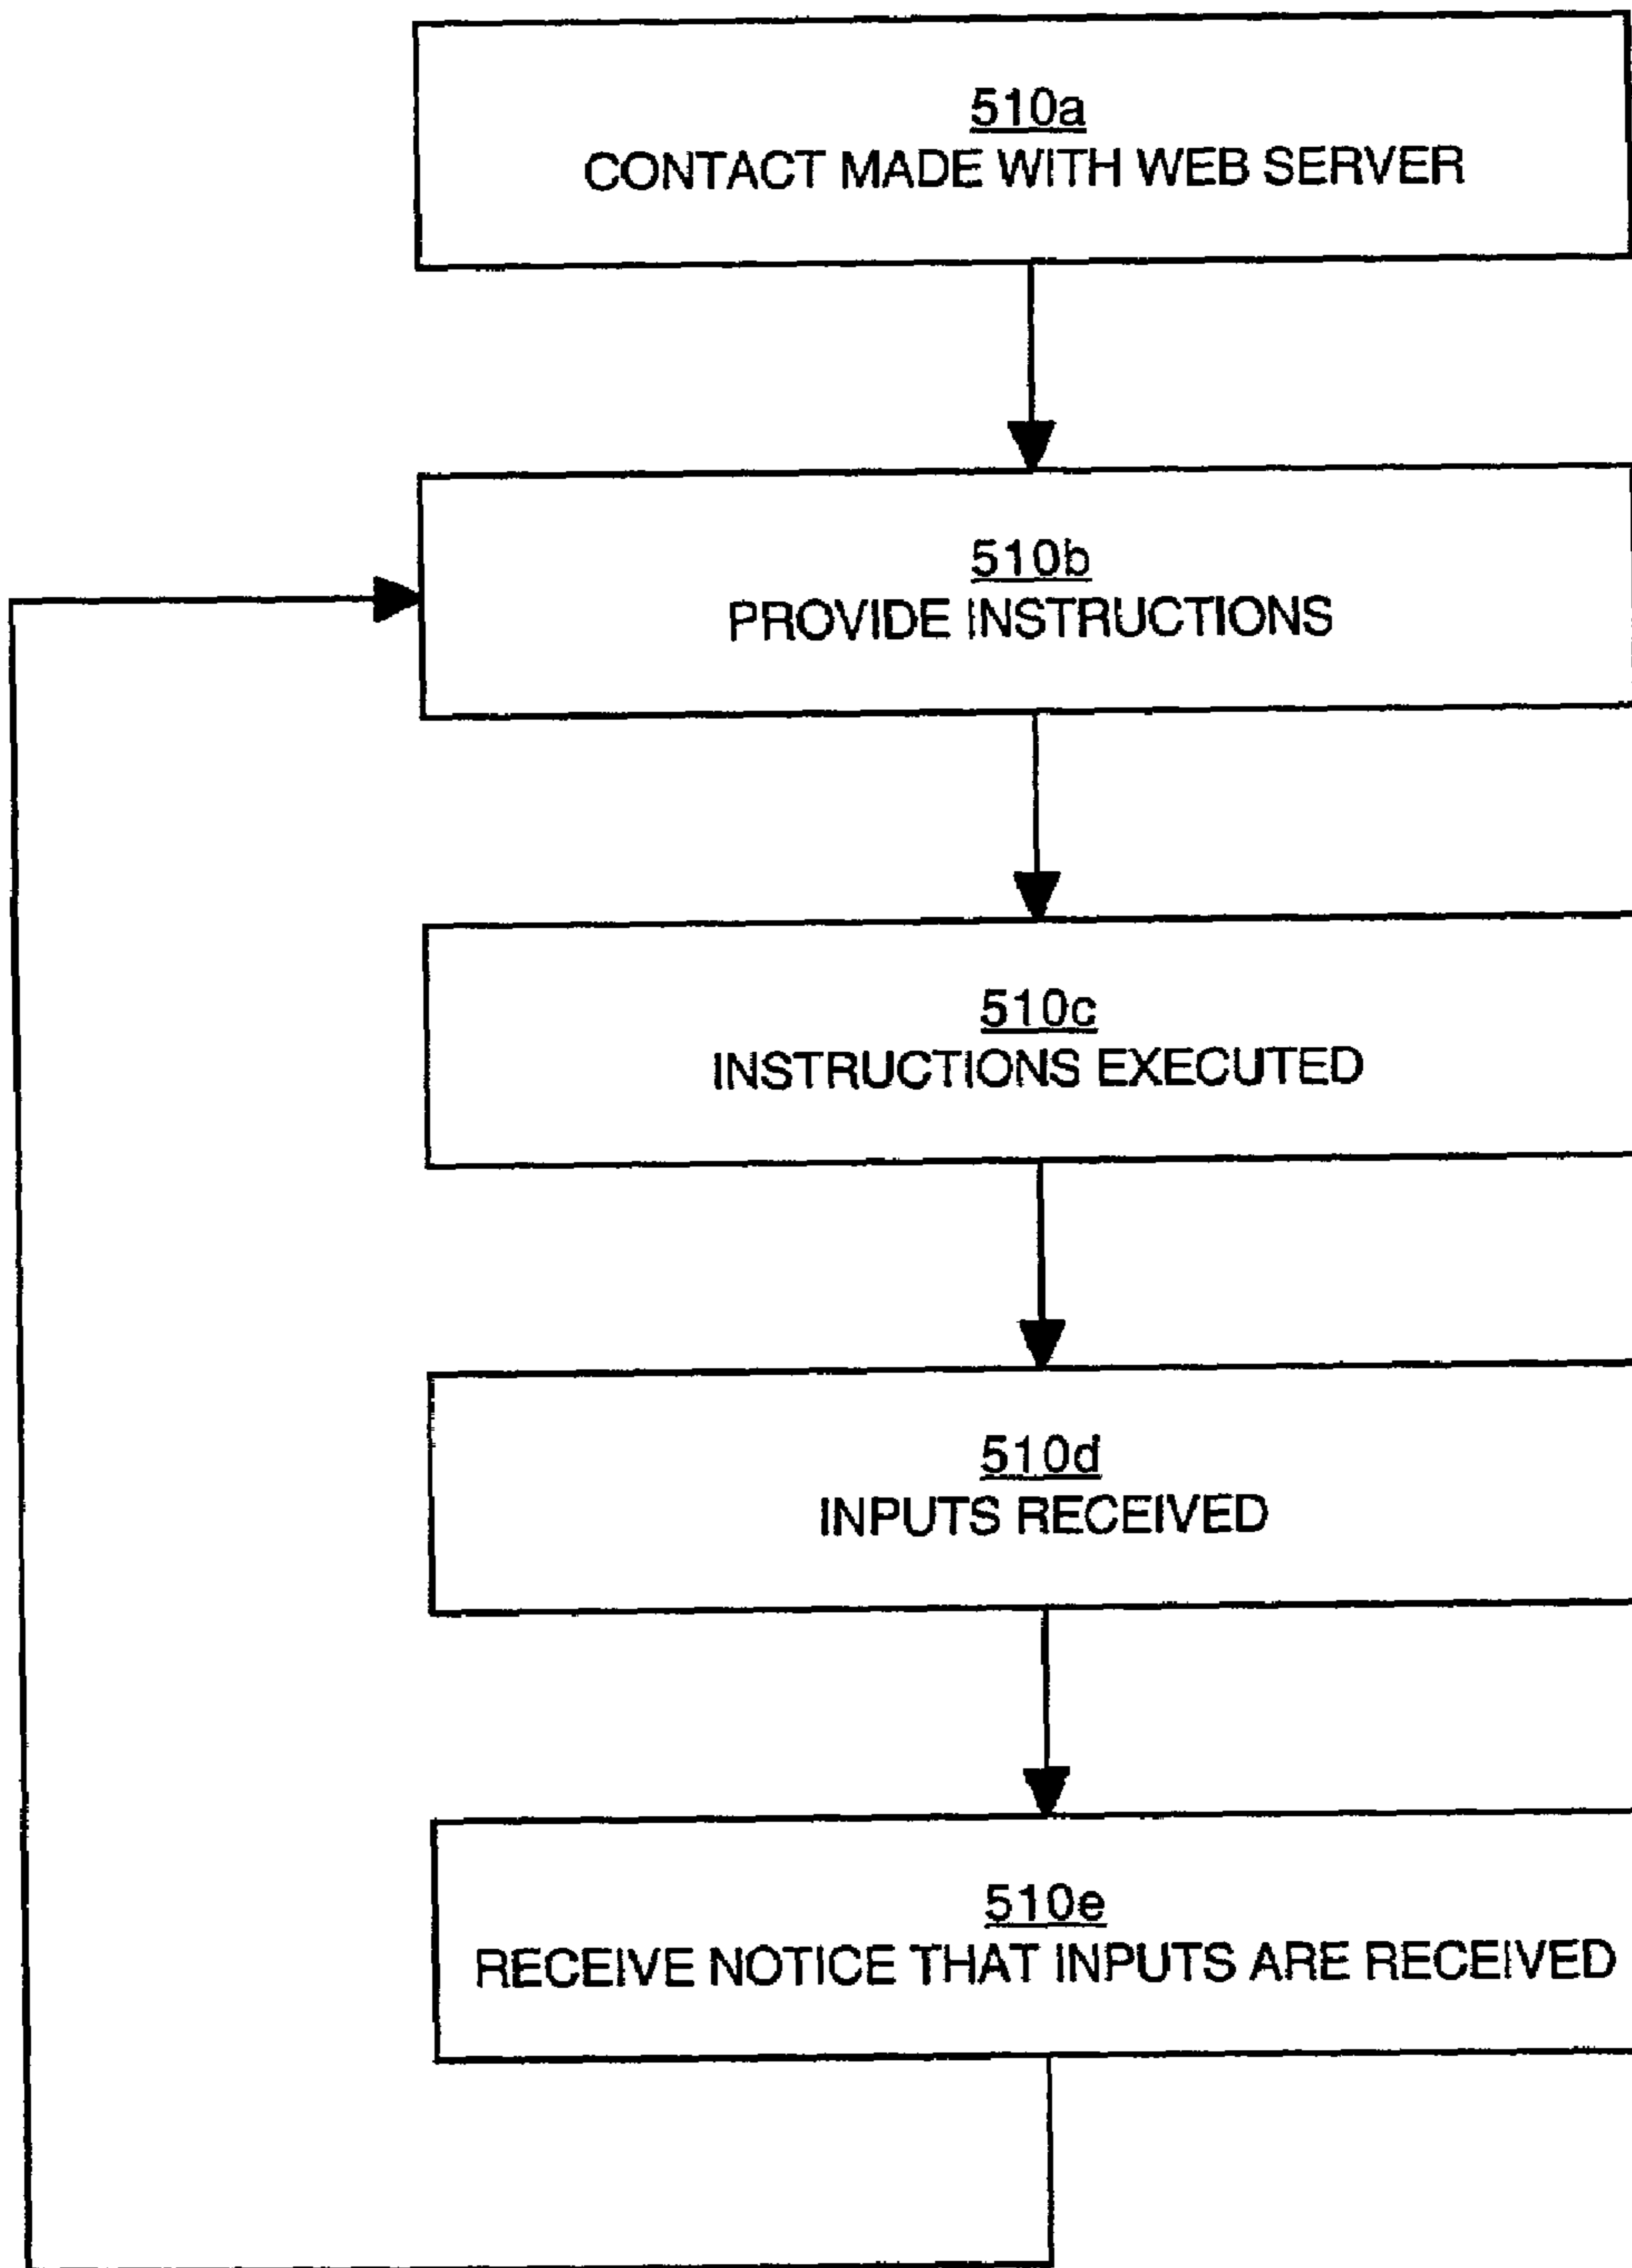 510a
CONTACT MADE WITH WEB SERVER
510b
PROVIDE INSTRUCTIONS
510c
INSTRUCTIONS EXECUTED
510d
INPUTS RECEIVED
510e
RECEIVE NOTICE THAT INPUTS ARE RECEIVED